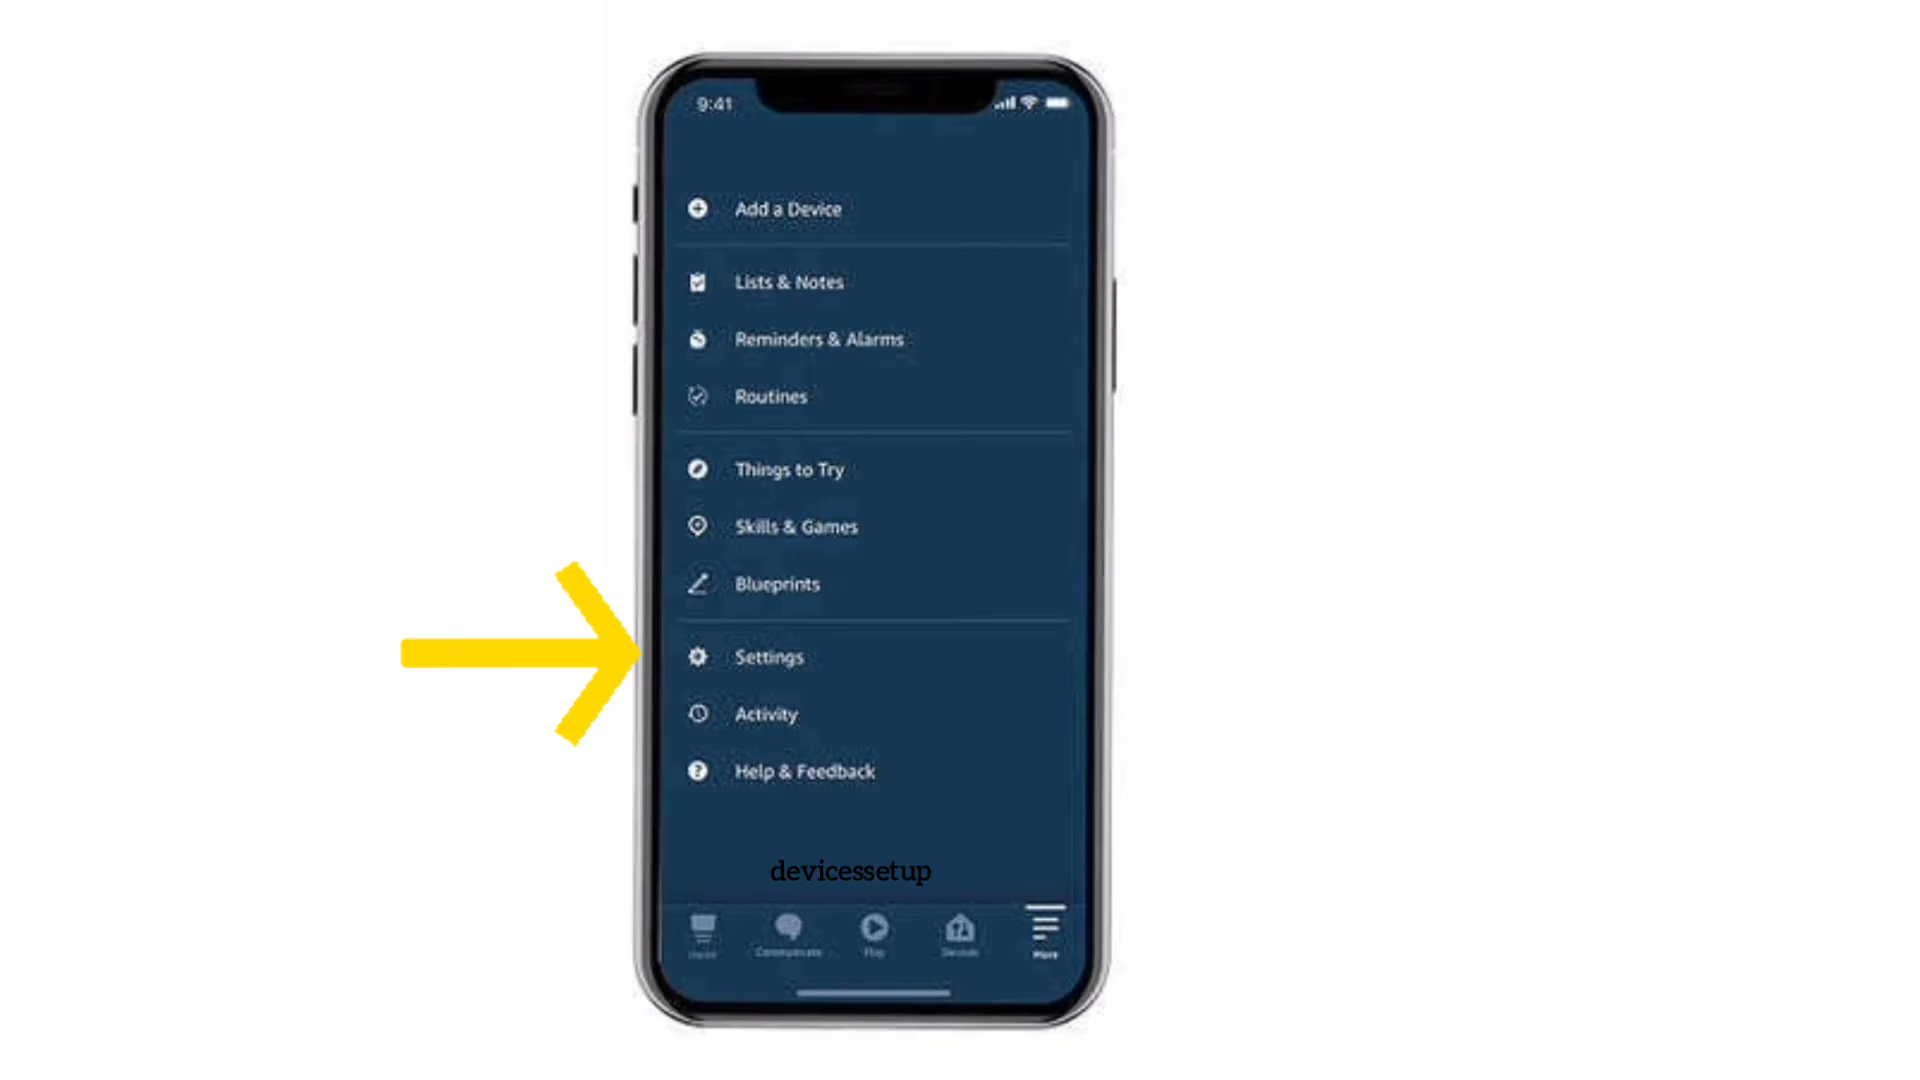 9:41
Add a Device
Lists & Notes
Reminders & Alarms
Routines
Things to Try
Skills & Games
Blueprints
Settings
Activity
Help & Feedback
devicessetup
Communicate
Play
Devices
More